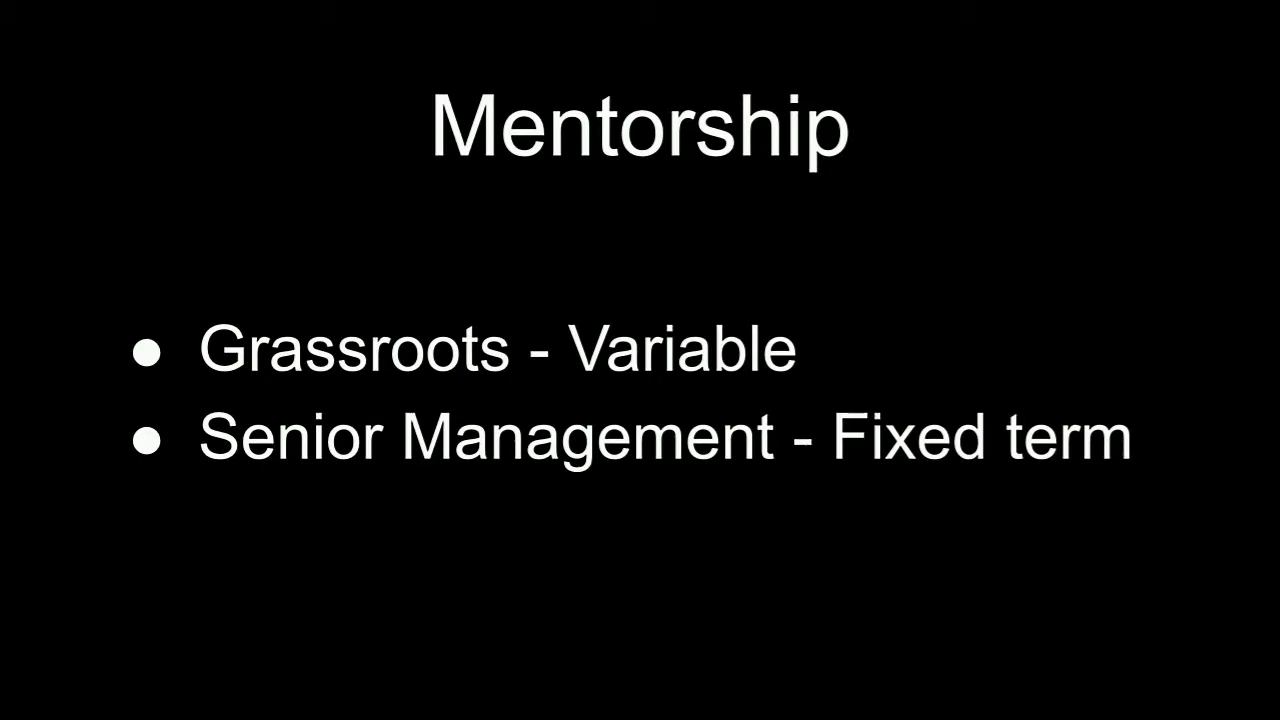 Mentorship
● Grassroots - Variable
● Senior Management - Fixed term